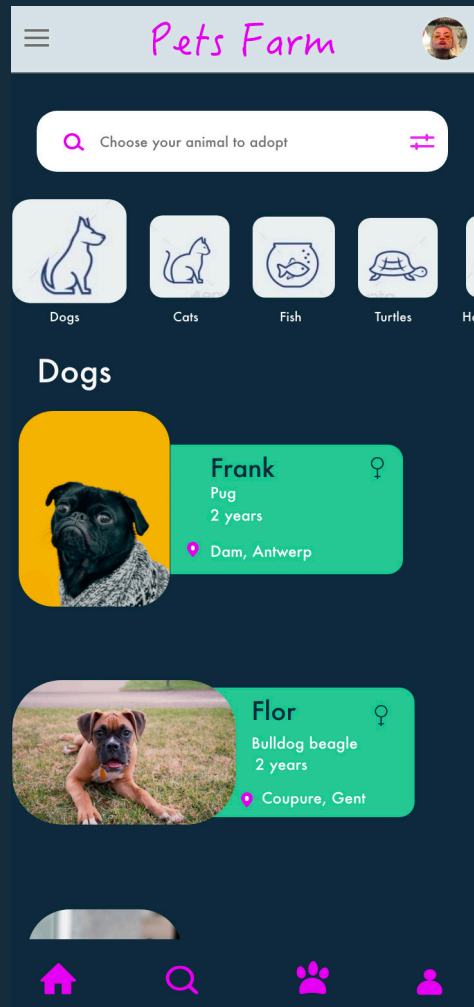 Pets Farm
Choose your animal to adopt
Dogs
Cats
Fish
Turtles
Dogs
Frank
Pug
2 years
Dam, Antwerp
Flor
Bulldog beagle
2 years
Coupure, Gent